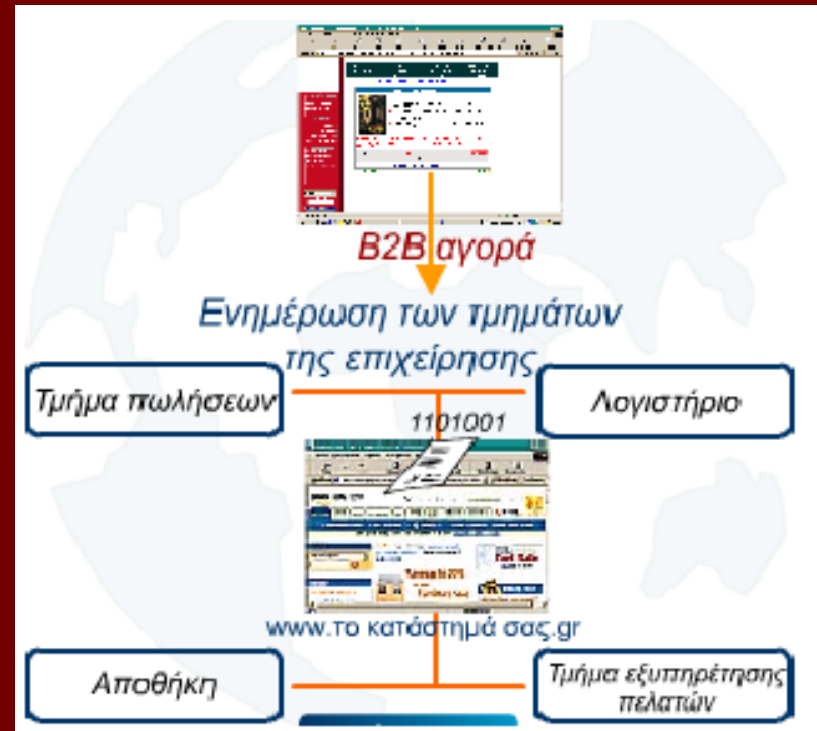 B2B αγορά
Ενημέρωση των τμημάτων
της επιχείρησης
Τμήμα πωλήσεων
Λογιστήριο
1101001
www.το κατάστημά σας.gr
Αποθήκη
Τμήμα εξυπηρέτησης
πελατών